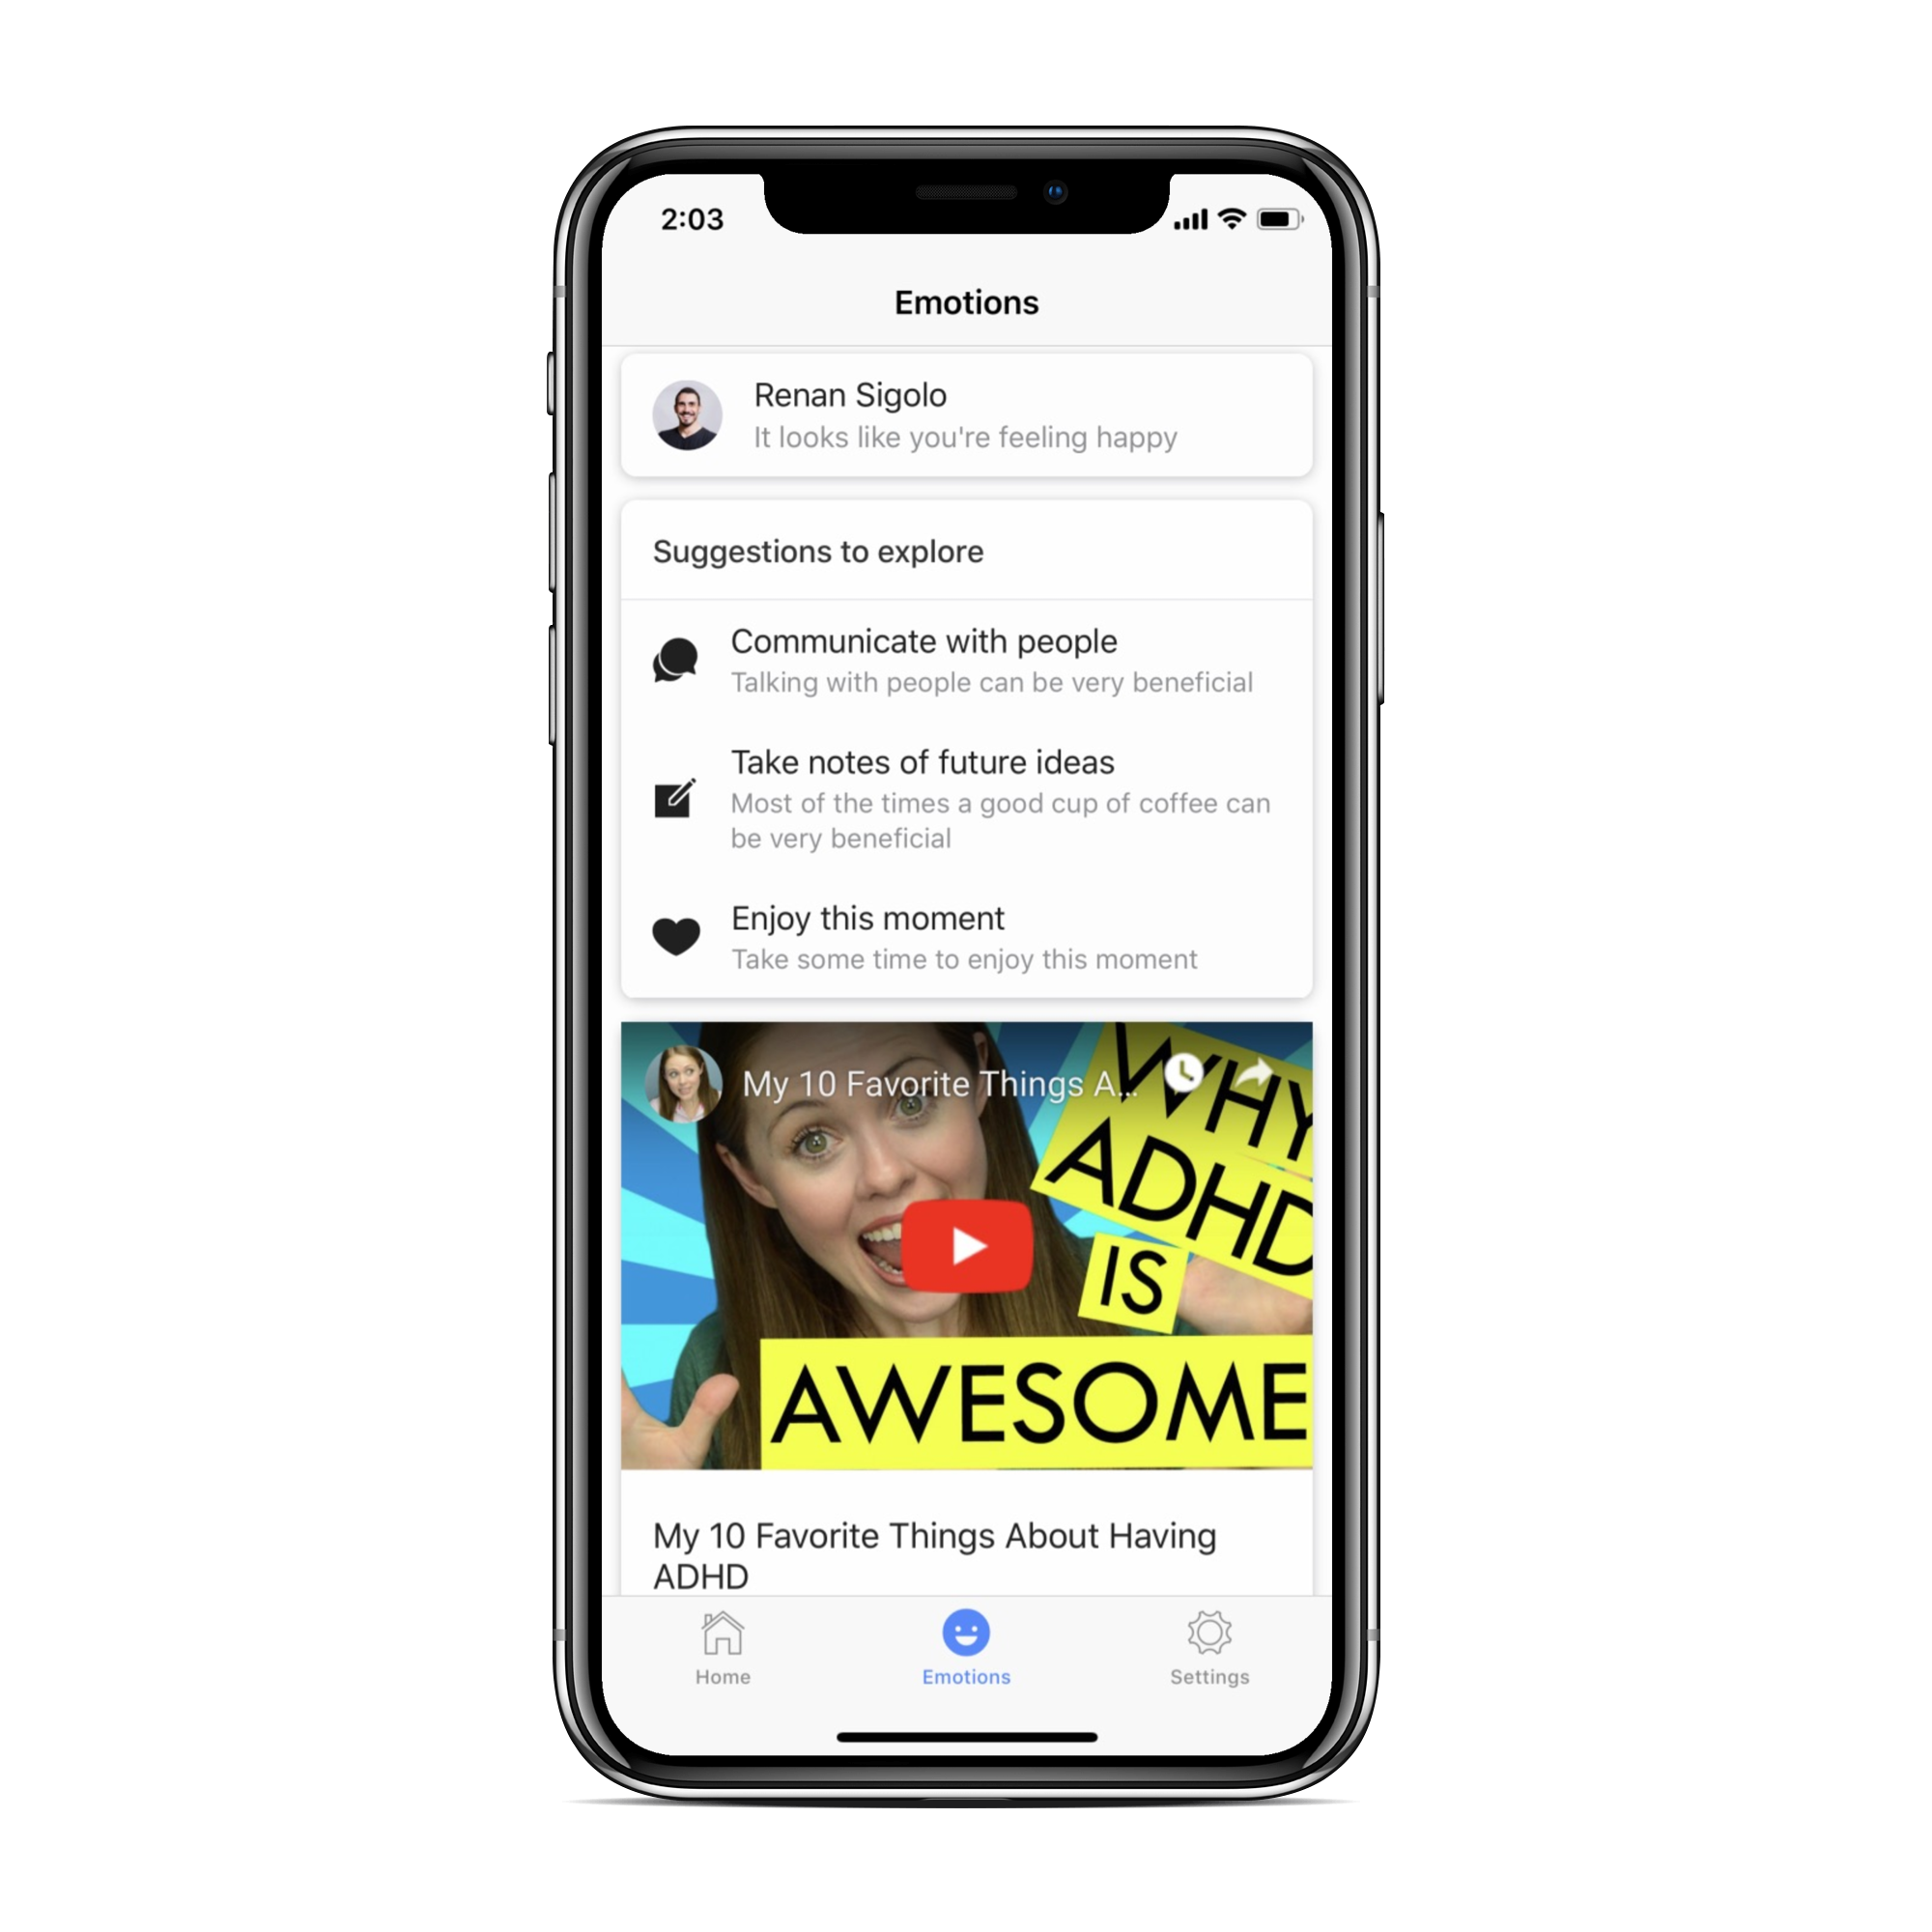 2:03
Emotions
Renan Sigolo
It looks like you're feeling happy
Suggestions to explore
Communicate with people
Talking with people can be very beneficial
Take notes of future ideas
Most of the times a good cup of coffee can
be very beneficial
Enjoy this moment
Take some time to enjoy this moment
My 10 Favorite Things A...
WHY
ADHD
IS
AWESOME
My 10 Favorite Things About Having
ADHD
Home
Emotions
Settings